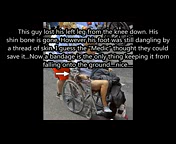 This guy lost his left leg from the knee down. His
shin bone is gone. However his foot was still dangling by
a thread of skin. I guess the "Medic" thought they could
save it..Now a bandage is the only thing keeping it from
falling onto the ground...nice...